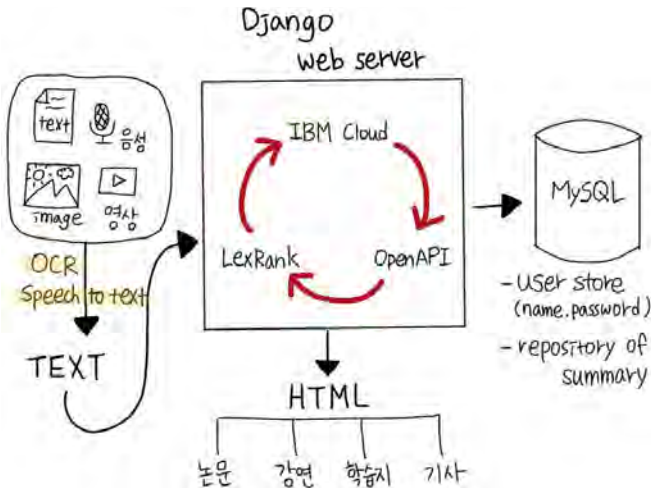 Django
web server
text
음성
image
영상
OCR
Speech to text
TEXT
IBM Cloud
LexRank
OpenAPI
HTML
논문
강연
학습지
기사
MySQL
- user store
(name.password)
- repository of
summary